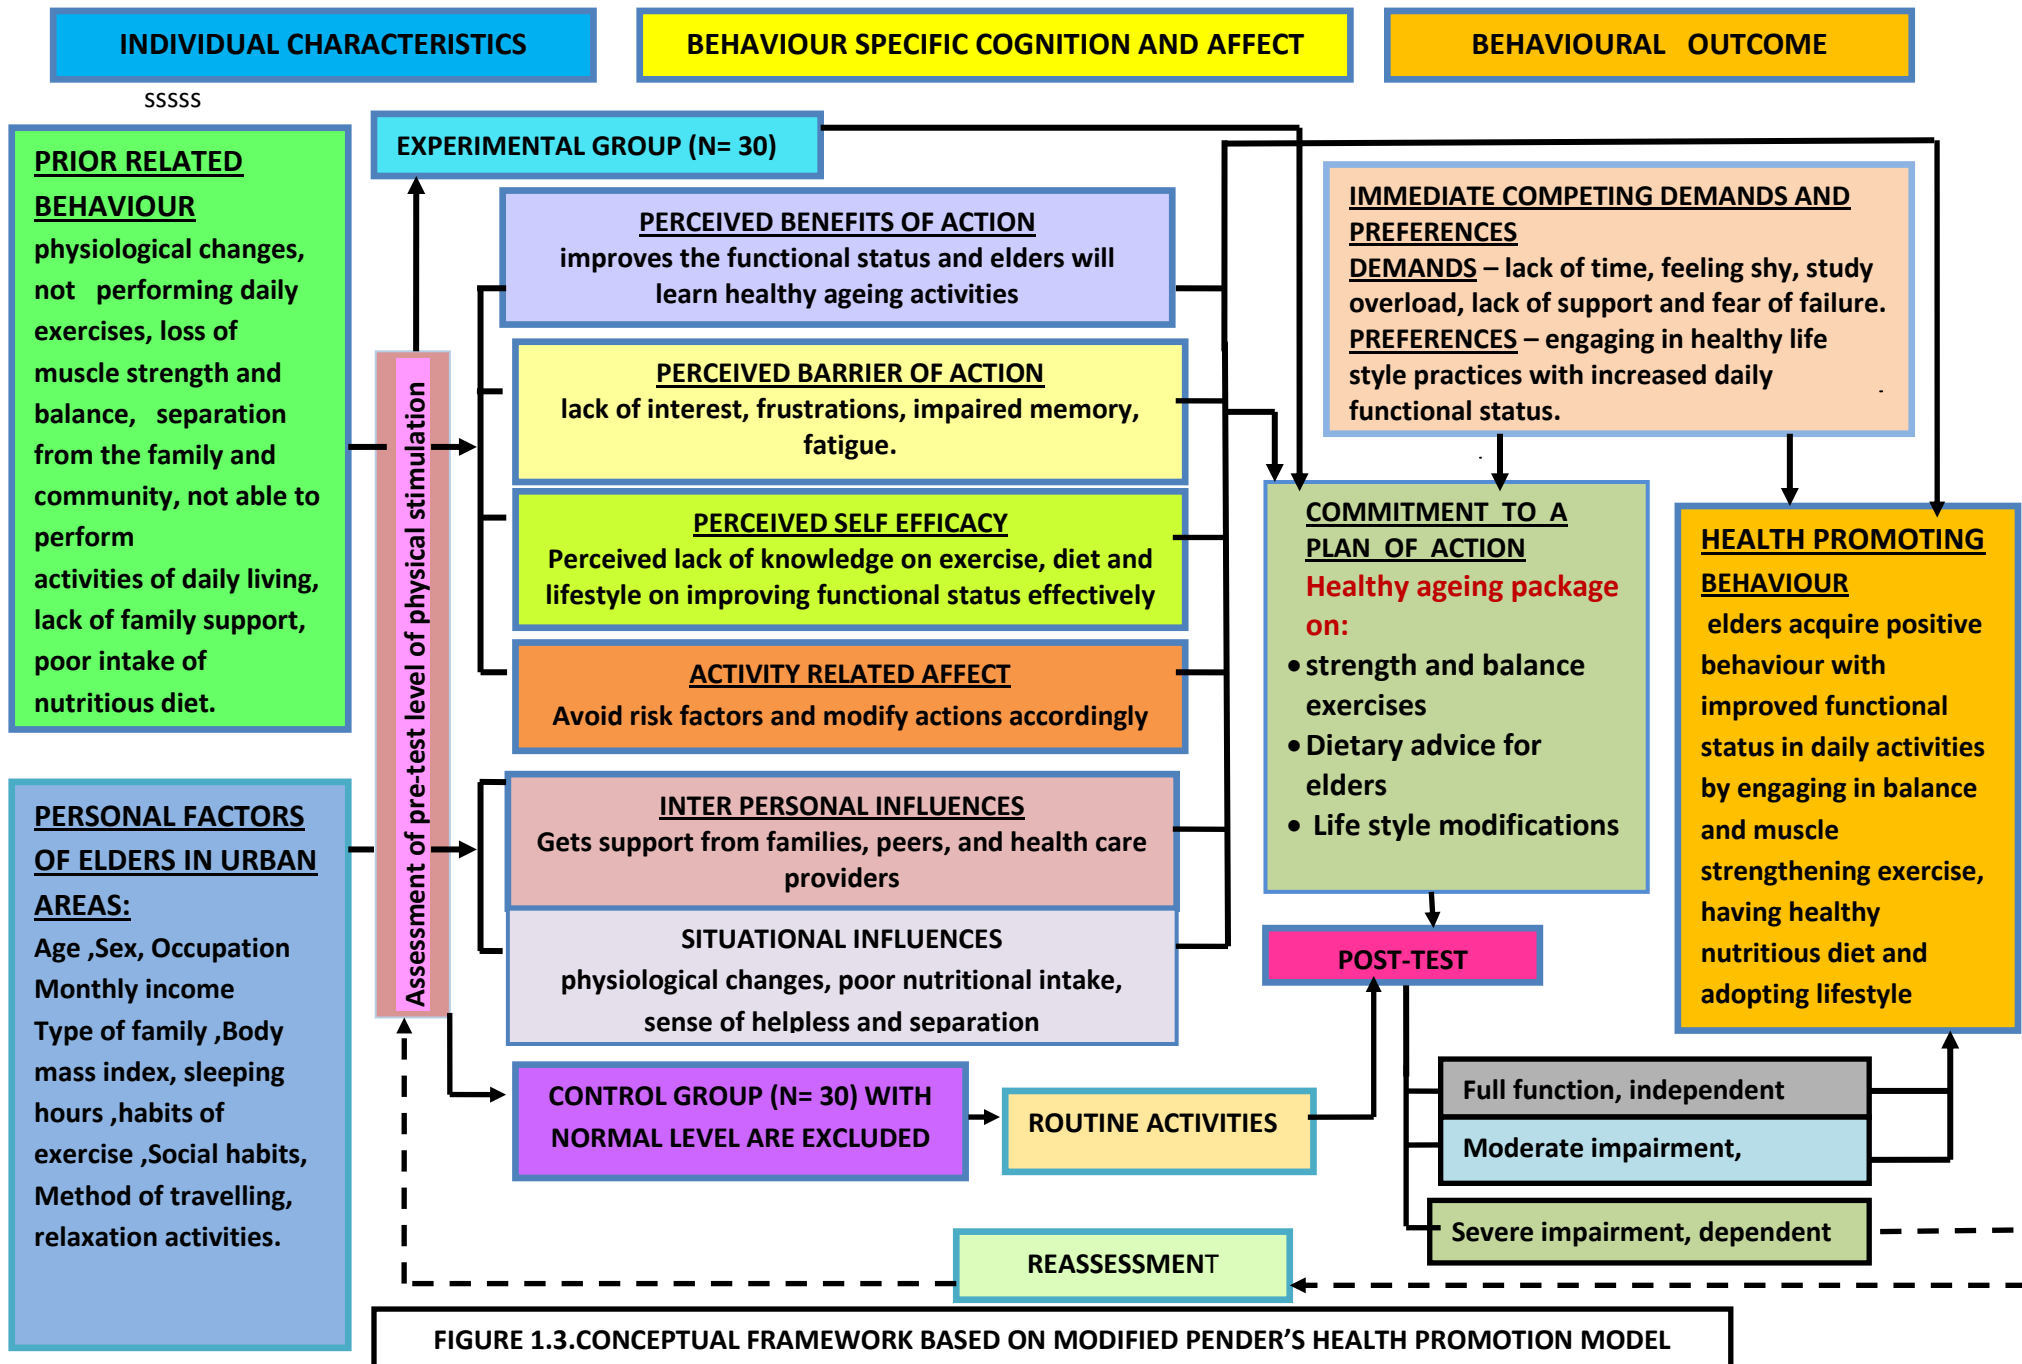 INDIVIDUAL CHARACTERISTICS
BEHAVIOUR SPECIFIC COGNITION AND AFFECT
BEHAVIOURAL OUTCOME
sssss
PRIOR RELATED
BEHAVIOUR
physiological changes,
not performing daily
exercises, loss of
muscle strength and
balance, separation
from the family and
community, not able to
perform
activities of daily living,
lack of family support,
poor intake of
nutritious diet.
PERSONAL FACTORS
OF ELDERS IN URBAN
AREAS:
Age ,Sex, Occupation
Monthly income
Type of family ,Body
mass index, sleeping
hours ,habits of
exercise ,Social habits,
Method of travelling,
relaxation activities.
Assessment of pre-test level of physical stimulation
EXPERIMENTAL GROUP (N= 30)
PERCEIVED BENEFITS OF ACTION
improves the functional status and elders will
learn healthy ageing activities
PERCEIVED BARRIER OF ACTION
lack of interest, frustrations, impaired memory,
fatigue.
PERCEIVED SELF EFFICACY
Perceived lack of knowledge on exercise, diet and
lifestyle on improving functional status effectively
ACTIVITY RELATED AFFECT
Avoid risk factors and modify actions accordingly
INTER PERSONAL INFLUENCES
Gets support from families, peers, and health care
providers
SITUATIONAL INFLUENCES
physiological changes, poor nutritional intake,
sense of helpless and separation
CONTROL GROUP (N= 30) WITH
NORMAL LEVEL ARE EXCLUDED
ROUTINE ACTIVITIES
IMMEDIATE COMPETING DEMANDS AND
PREFERENCES
DEMANDS – lack of time, feeling shy, study
overload, lack of support and fear of failure.
PREFERENCES – engaging in healthy life
style practices with increased daily
functional status.
COMMITMENT TO A
PLAN OF ACTION
Healthy ageing package
on:
• strength and balance
exercises
• Dietary advice for
elders
• Life style modifications
POST-TEST
HEALTH PROMOTING
BEHAVIOUR
elders acquire positive
behaviour with
improved functional
status in daily activities
by engaging in balance
and muscle
strengthening exercise,
having healthy
nutritious diet and
adopting lifestyle
Full function, independent
Moderate impairment,
Severe impairment, dependent
REASSESSMENT
FIGURE 1.3.CONCEPTUAL FRAMEWORK BASED ON MODIFIED PENDER’S HEALTH PROMOTION MODEL